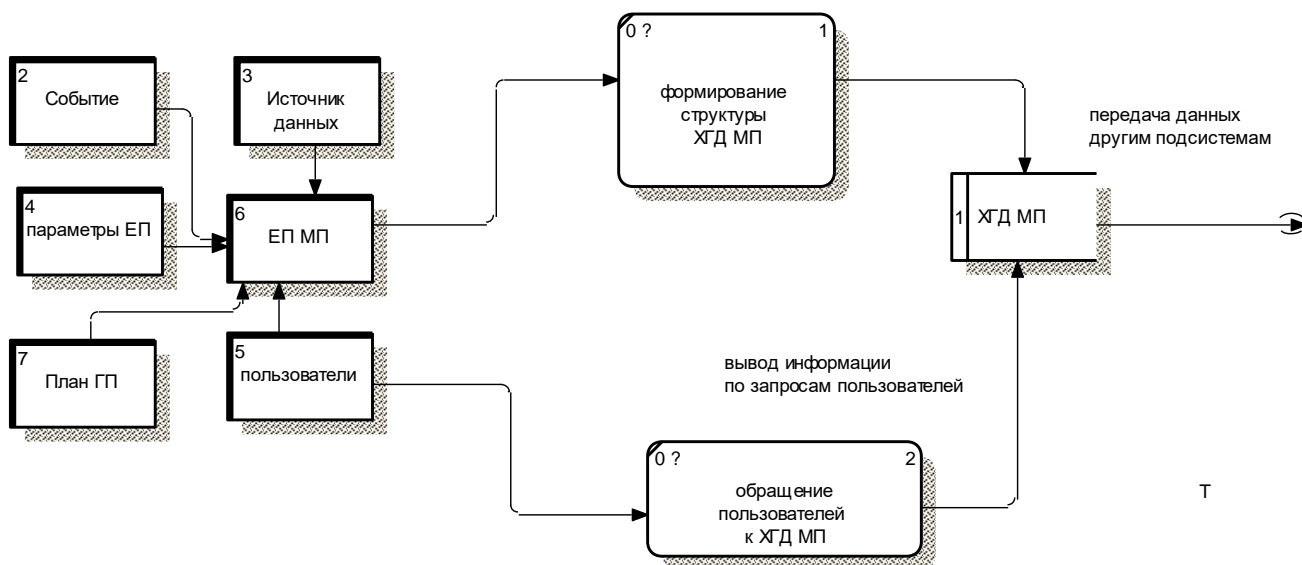 0 ?
1
формирование
структуры
ХГД МП
2
Событие
3
Источник
данных
передача данных
другим подсистемам
4
параметры ЕП
6
ЕП МП
1
ХГД МП
7
План ГП
5
пользователи
вывод информации
по запросам пользователей
0 ?
2
обращение
пользователей
к ХГД МП
Т